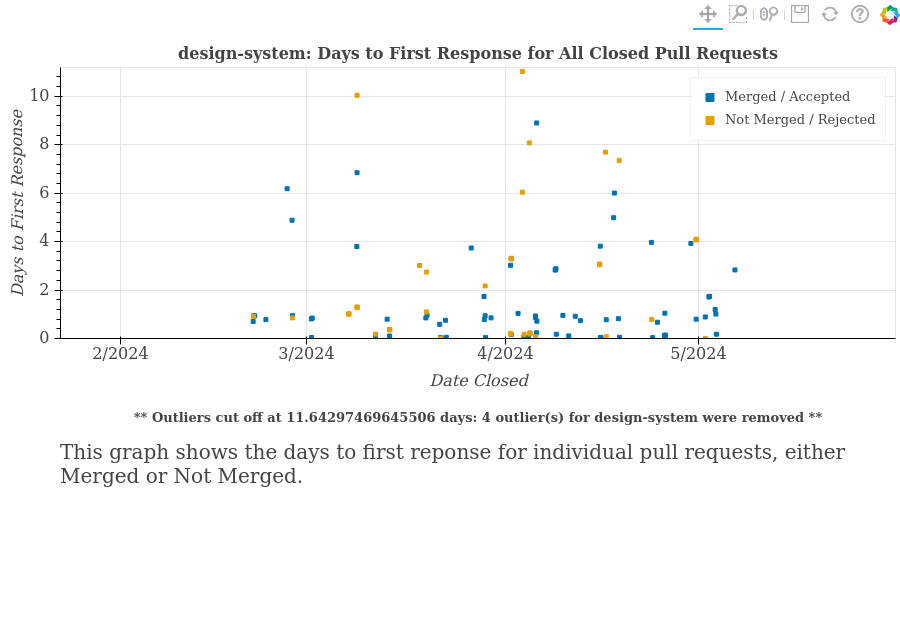 design-system: Days to First Response for All Closed Pull Requests
Merged / Accepted
Not Merged / Rejected
Days to First Response
10
8
6
4
2
0
2/2024
3/2024
4/2024
5/2024
Date Closed
** Outliers cut off at 11.64297469645506 days: 4 outlier(s) for design-system were removed **
This graph shows the days to first reponse for individual pull requests, either
Merged or Not Merged.